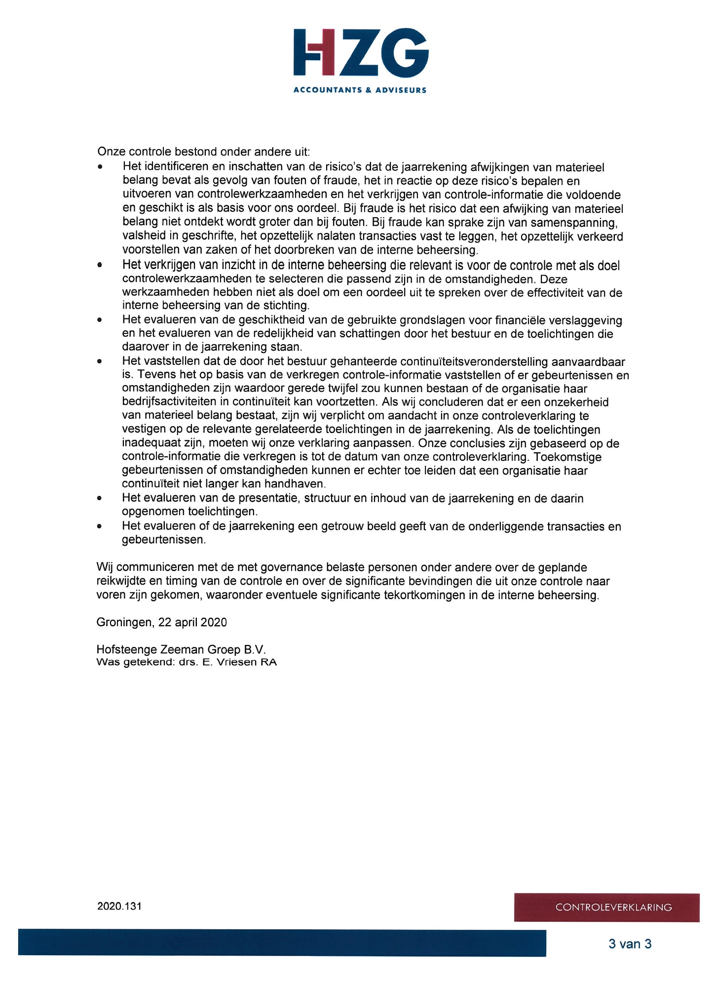 HZG
ACCOUNTANTS & ADVISEURS
Onze controle bestond onder andere uit:
• Het identificeren en inschatten van de risico's dat de jaarrekening afwijkingen van materieel
belang bevat als gevolg van fouten of fraude, het in reactie op deze risico's bepalen en
uitvoeren van controlewerkzaamheden en het verkrijgen van controle-informatie die voldoende
en geschikt is als basis voor ons oordeel. Bij fraude is het risico dat een afwijking van materieel
belang niet ontdekt wordt groter dan bij fouten. Bij fraude kan sprake zijn van samenspanning,
valsheid in geschrifte, het opzettelijk nalaten transacties vast te leggen, het opzettelijk verkeerd
voorstellen van zaken of het doorbreken van de interne beheersing.
• Het verkrijgen van inzicht in de interne beheersing die relevant is voor de controle met als doel
controlewerkzaamheden te selecteren die passend zijn in de omstandigheden. Deze
werkzaamheden hebben niet als doel om een oordeel uit te spreken over de effectiviteit van de
interne beheersing van de stichting.
• Het evalueren van de geschiktheid van de gebruikte grondslagen voor financiële verslaggeving
en het evalueren van de redelijkheid van schattingen door het bestuur en de toelichtingen die
daarover in de jaarrekening staan.
• Het vaststellen dat de door het bestuur gehanteerde continuïteitsveronderstelling aanvaardbaar
is. Tevens het op basis van de verkregen controle-informatie vaststellen of er gebeurtenissen en
omstandigheden zijn waardoor gerede twijfel zou kunnen bestaan of de organisatie haar
bedrijfsactiviteiten in continuïteit kan voortzetten. Als wij concluderen dat er een onzekerheid
van materieel belang bestaat, zijn wij verplicht om aandacht in onze controleverklaring te
vestigen op de relevante gerelateerde toelichtingen in de jaarrekening. Als de toelichtingen
inadequaat zijn, moeten wij onze verklaring aanpassen. Onze conclusies zijn gebaseerd op de
controle-informatie die verkregen is tot de datum van onze controleverklaring. Toekomstige
gebeurtenissen of omstandigheden kunnen er echter toe leiden dat een organisatie haar
continuïteit niet langer kan handhaven.
• Het evalueren van de presentatie, structuur en inhoud van de jaarrekening en de daarin
opgenomen toelichtingen.
• Het evalueren of de jaarrekening een getrouw beeld geeft van de onderliggende transacties en
gebeurtenissen.
Wij communiceren met de met governance belaste personen onder andere over de geplande
reikwijdte en timing van de controle en over de significante bevindingen die uit onze controle naar
voren zijn gekomen, waaronder eventuele significante tekortkomingen in de interne beheersing.
Groningen, 22 april 2020
Hofsteenge Zeeman Groep B.V.
Was getekend: drs. E. Vriesen RA
2020.131
CONTROLEVERKLARING
3 van 3